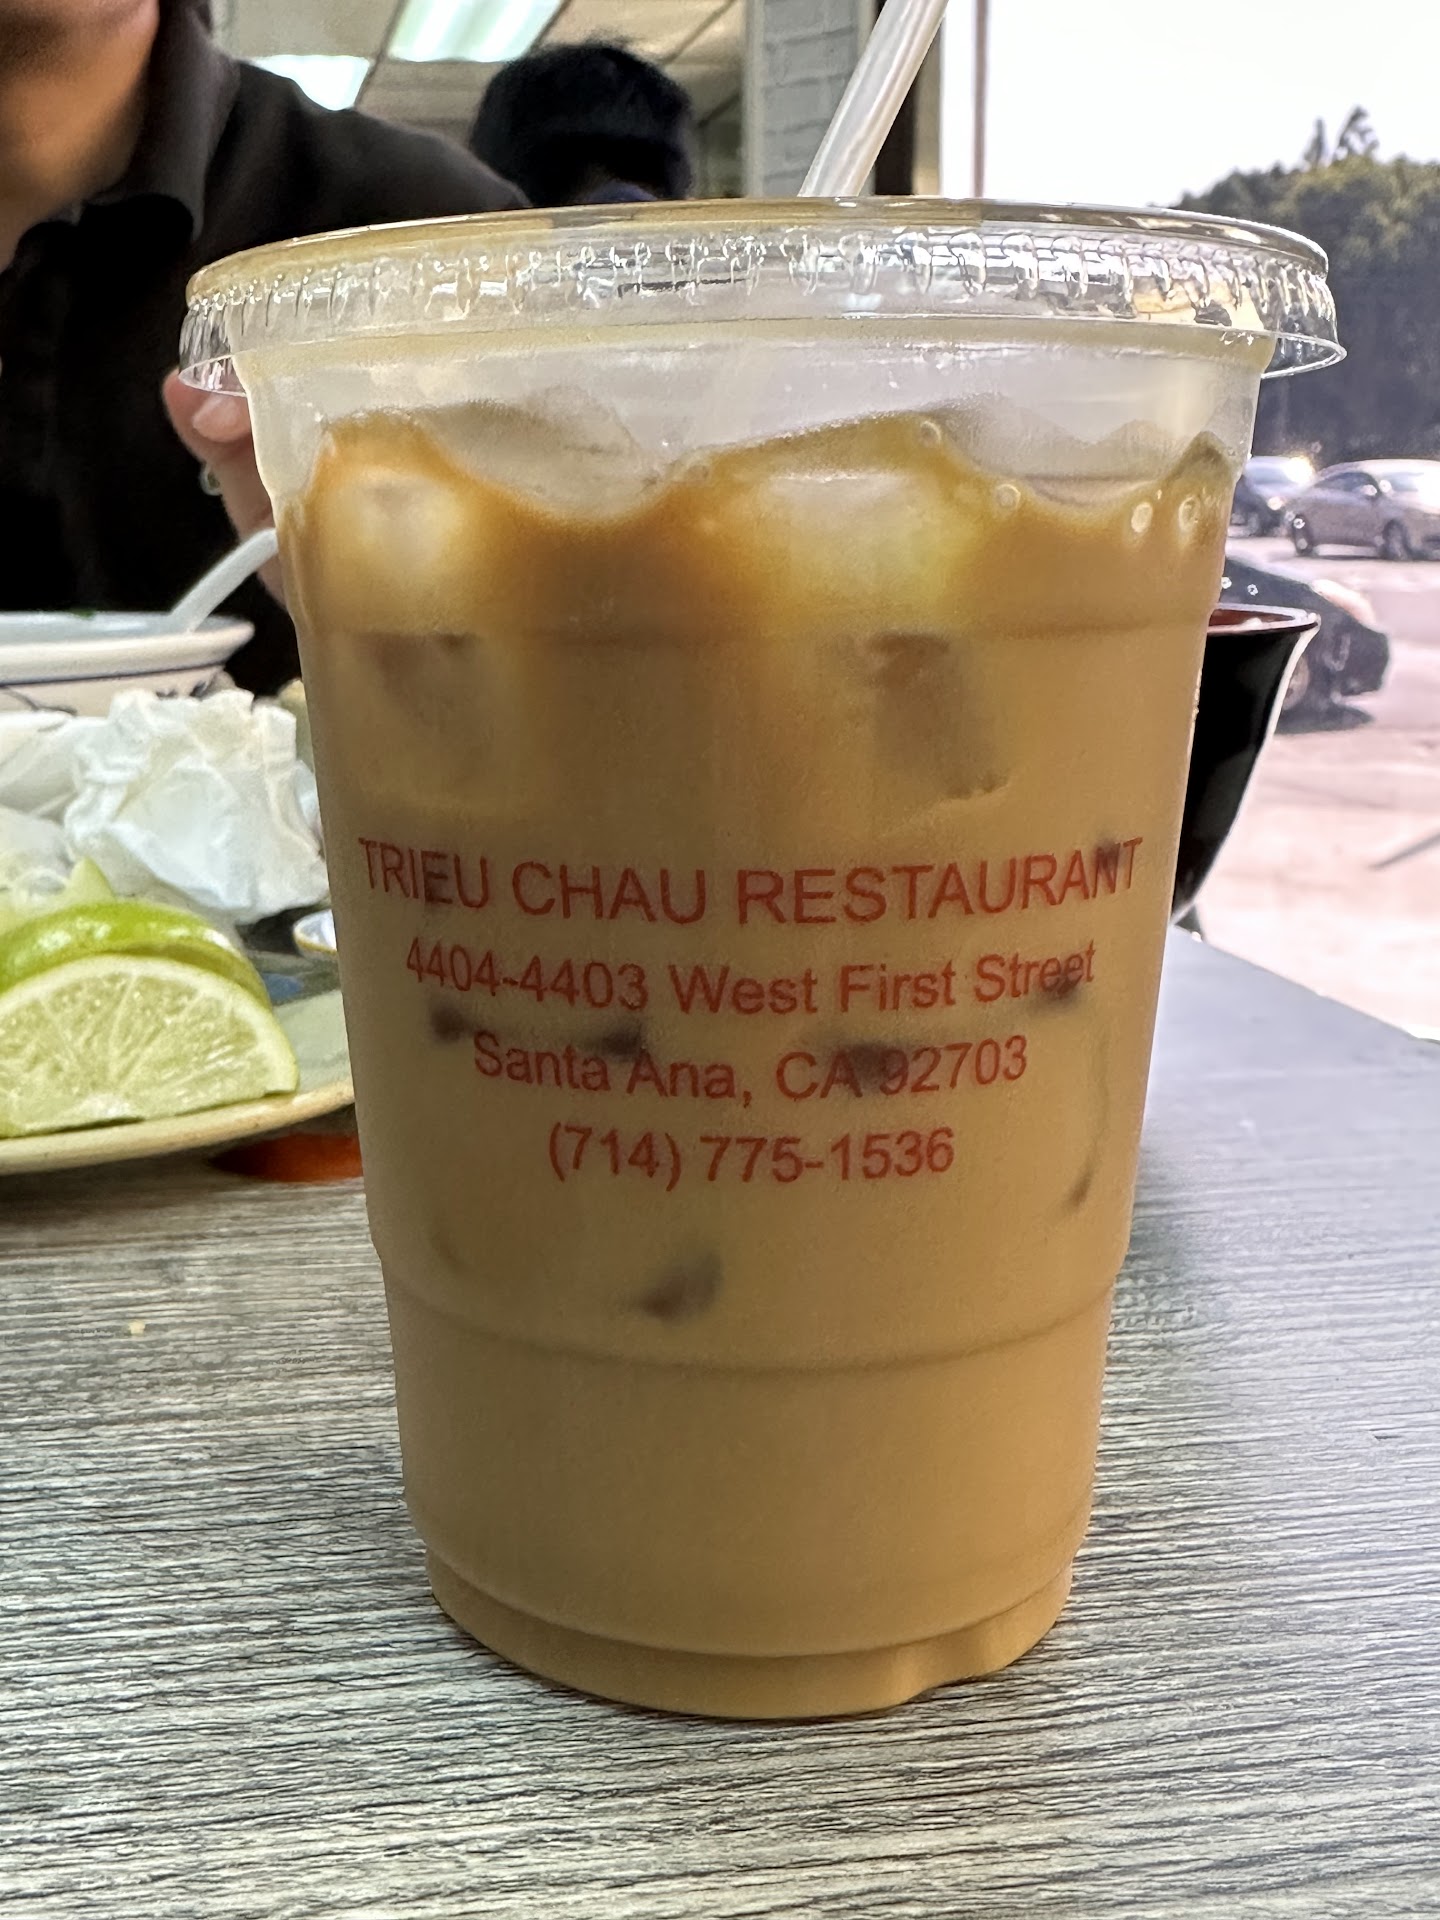 TRIEU CHAU RESTAURANT
4404-4403 West First Street
Santa Ana, CA 92703
(714) 775-1536